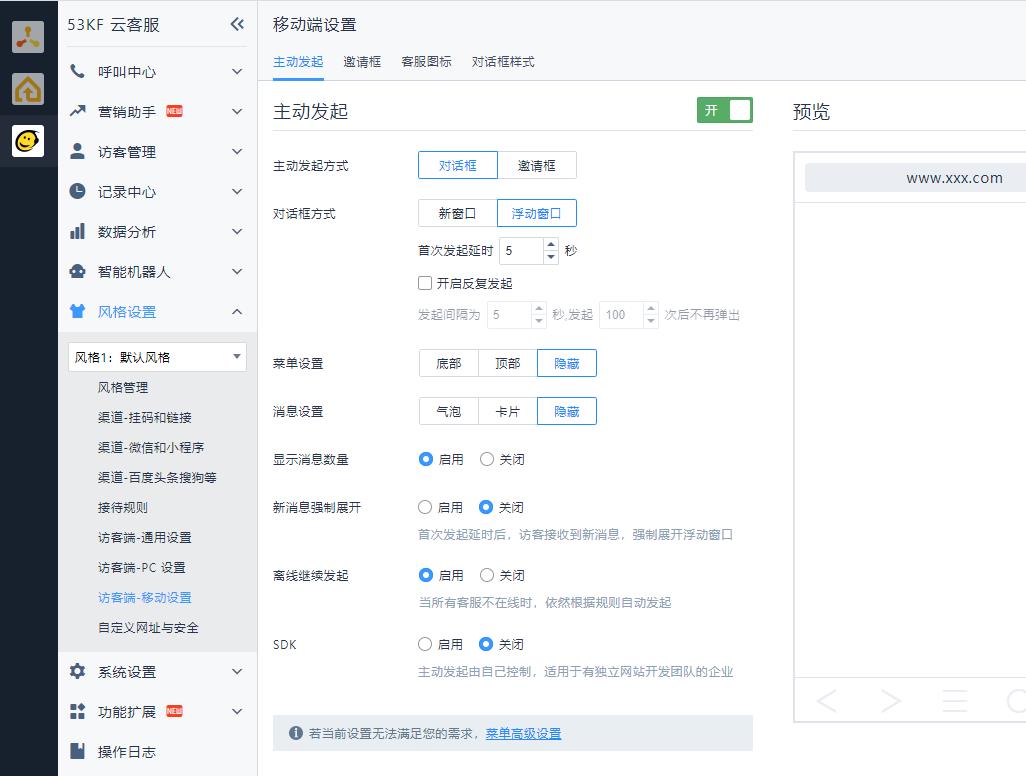 53KF 云客服
呼叫中心
营销助手 NEW
访客管理
记录中心
数据分析
智能机器人
风格设置
风格1：默认风格
风格管理
渠道-挂码和链接
渠道-微信和小程序
渠道-百度头条搜狗等
接待规则
访客端-通用设置
访客端-PC 设置
访客端-移动设置
自定义网址与安全
系统设置
功能扩展 NEW
操作日志
移动端设置
主动发起 邀请框 客服图标 对话框样式
主动发起 开
主动发起方式 对话框 邀请框
对话框方式 新窗口 浮动窗口
首次发起延时 5 秒
开启反复发起
发起间隔为 5 秒,发起 100 次后不再弹出
菜单设置 底部 顶部 隐藏
消息设置 气泡 卡片 隐藏
显示消息数量 启用 关闭
新消息强制展开 启用 关闭
首次发起延时后，访客接收到新消息，强制展开浮动窗口
离线继续发起 启用 关闭
当所有客服不在线时，依然根据规则自动发起
SDK 启用 关闭
主动发起由自己控制，适用于有独立网站开发团队的企业
若当前设置无法满足您的需求，菜单高级设置
预览
www.xxx.com